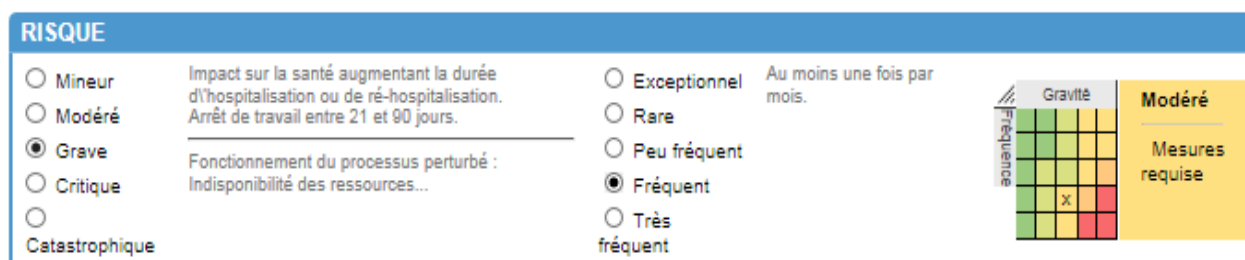 RISQUE
Mineur
Modéré
Grave
Critique
Catastrophique
Impact sur la santé augmentant la durée
d\'hospitalisation ou de ré-hospitalisation.
Arrêt de travail entre 21 et 90 jours.
Fonctionnement du processus perturbé :
Indisponibilité des ressources...
Exceptionnel
Rare
Peu fréquent
Fréquent
Très
fréquent
Au moins une fois par
mois.
Gravité
Fréquence
x
Modéré
Mesures
requise